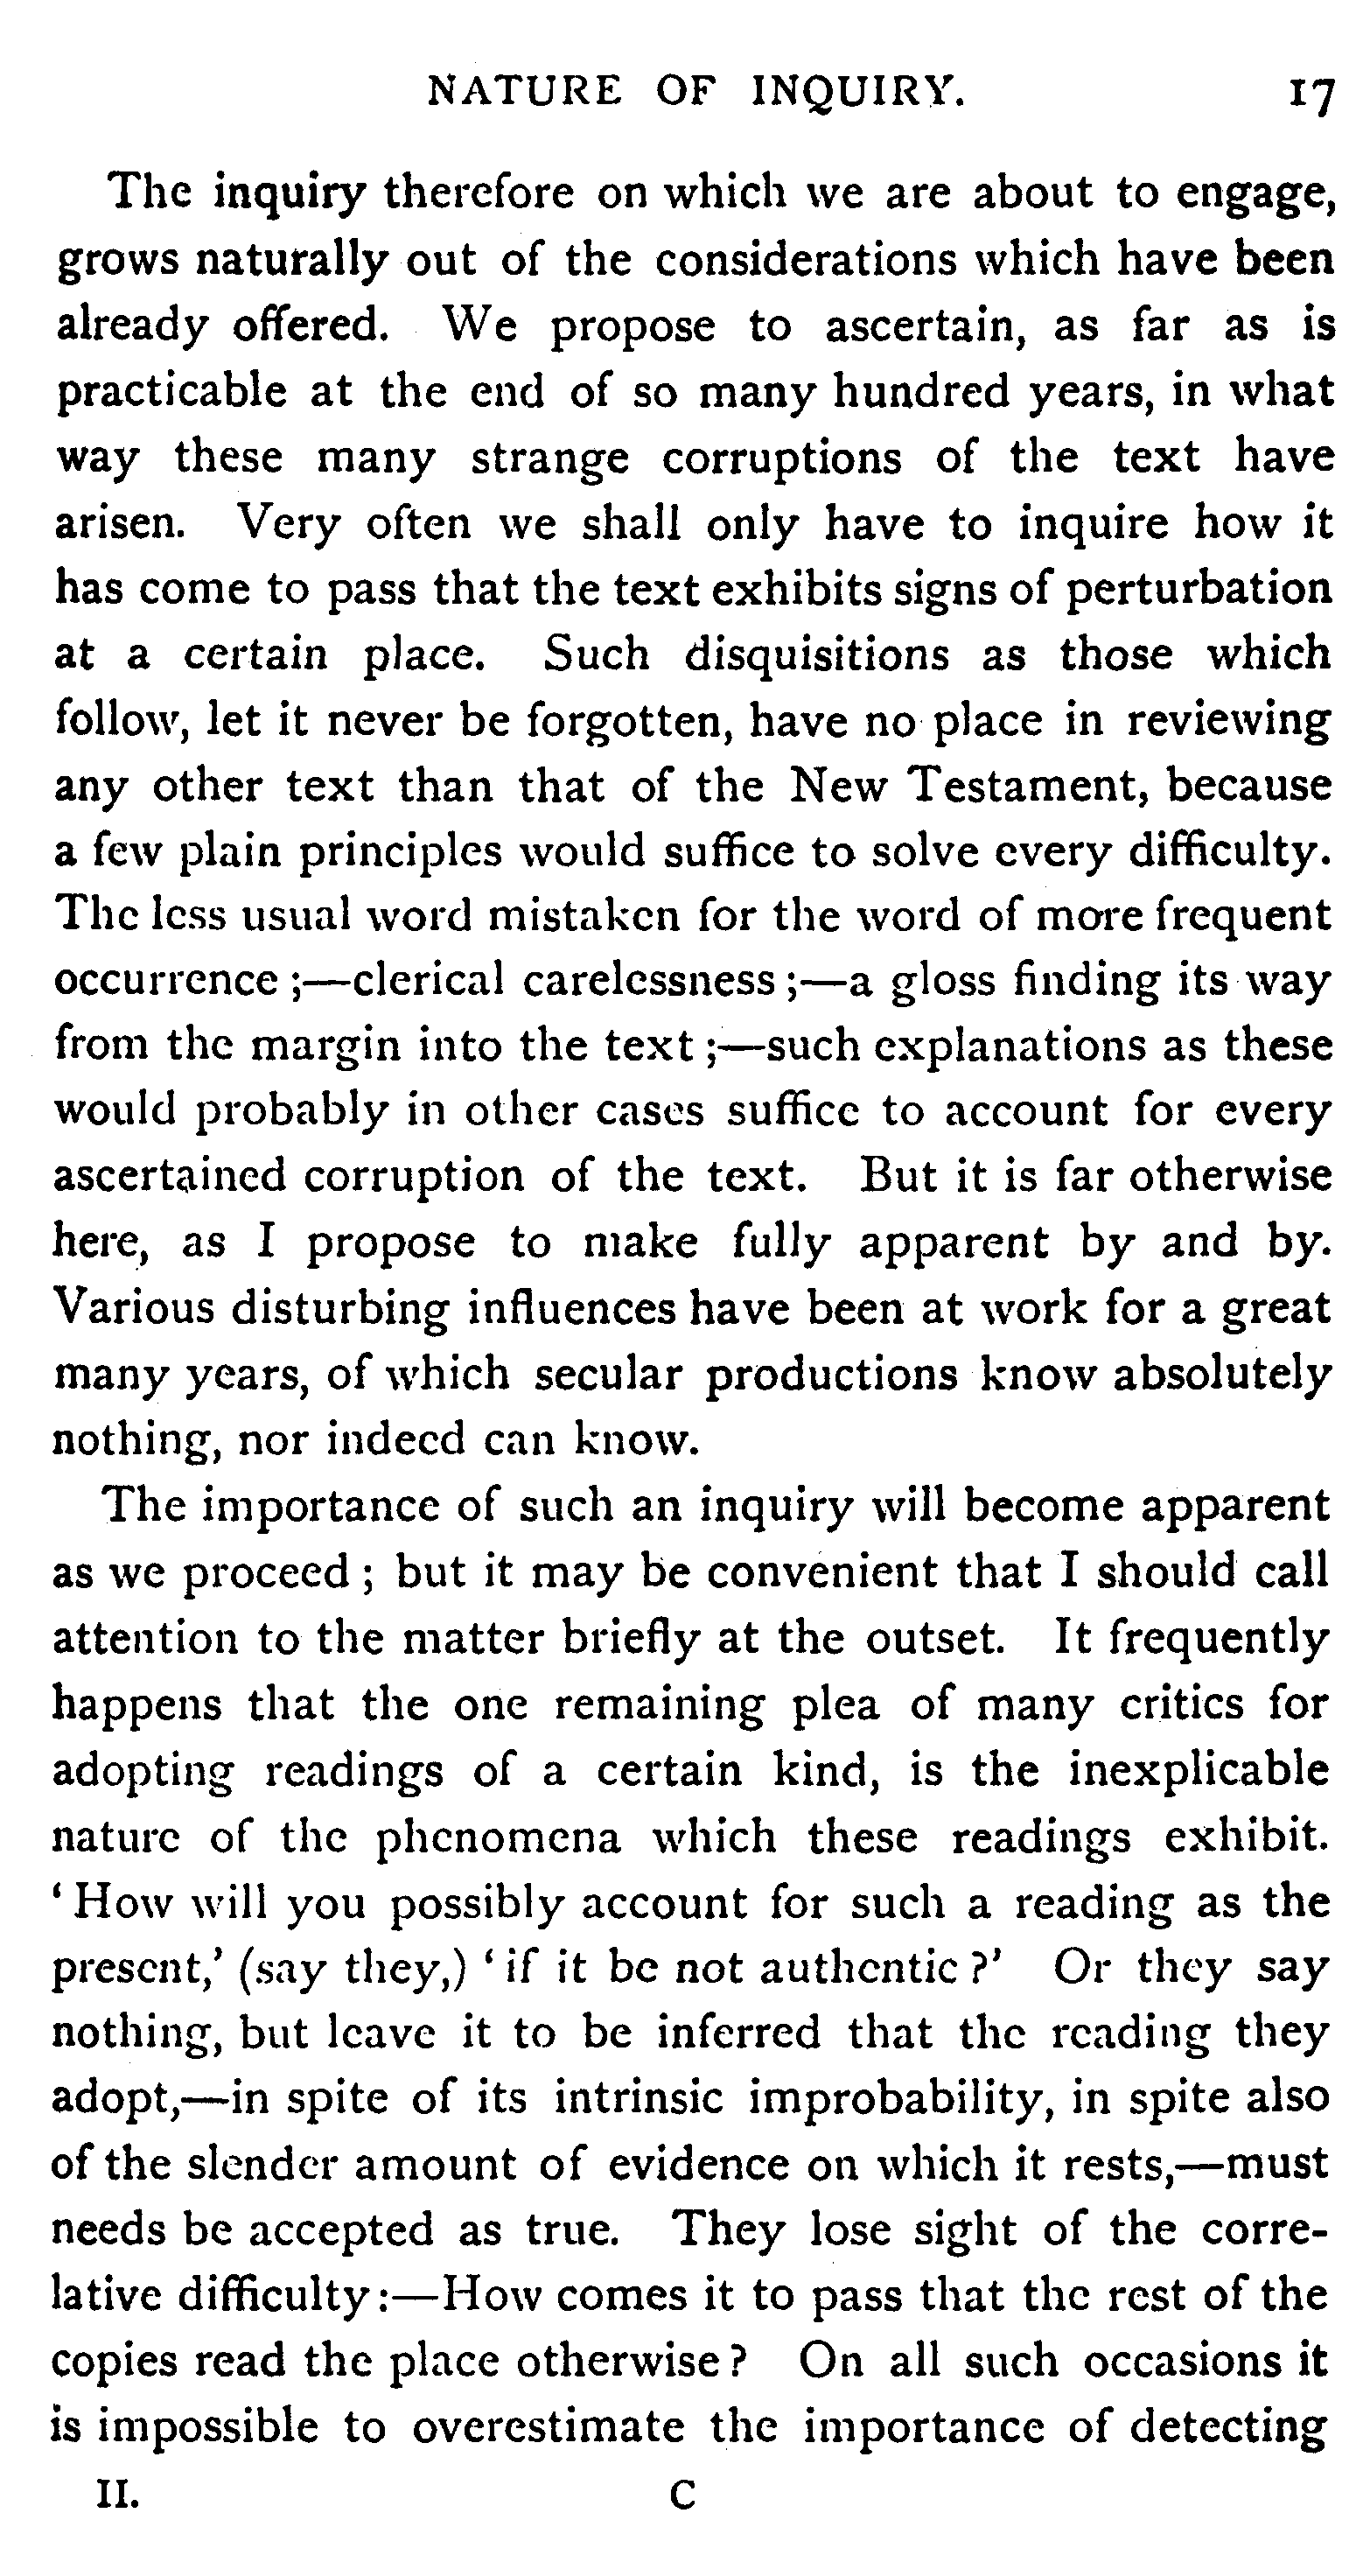 NATURE OF INQUIRY. 17
The inquiry therefore on which we are about to engage,
grows naturally out of the considerations which have been
already offered. We propose to ascertain, as far as is
practicable at the end of so many hundred years, in what
way these many strange corruptions of the text have
arisen. Very often we shall only have to inquire how it
has come to pass that the text exhibits signs of perturbation
at a certain place. Such disquisitions as those which
follow, let it never be forgotten, have no place in reviewing
any other text than that of the New Testament, because
a few plain principles would suffice to solve every difficulty.
The less usual word mistaken for the word of more frequent
occurrence ;—clerical carelessness ;—a gloss finding its way
from the margin into the text ;—such explanations as these
would probably in other cases suffice to account for every
ascertained corruption of the text. But it is far otherwise
here, as I propose to make fully apparent by and by.
Various disturbing influences have been at work for a great
many years, of which secular productions know absolutely
nothing, nor indeed can know.
The importance of such an inquiry will become apparent
as we proceed ; but it may be convenient that I should call
attention to the matter briefly at the outset. It frequently
happens that the one remaining plea of many critics for
adopting readings of a certain kind, is the inexplicable
nature of the phenomena which these readings exhibit.
‘ How will you possibly account for such a reading as the
present,’ (say they,) ‘ if it be not authentic ?’ Or they say
nothing, but leave it to be inferred that the reading they
adopt,—in spite of its intrinsic improbability, in spite also
of the slender amount of evidence on which it rests,—must
needs be accepted as true. They lose sight of the corre-
lative difficulty :—How comes it to pass that the rest of the
copies read the place otherwise ? On all such occasions it
is impossible to overestimate the importance of detecting
II. C